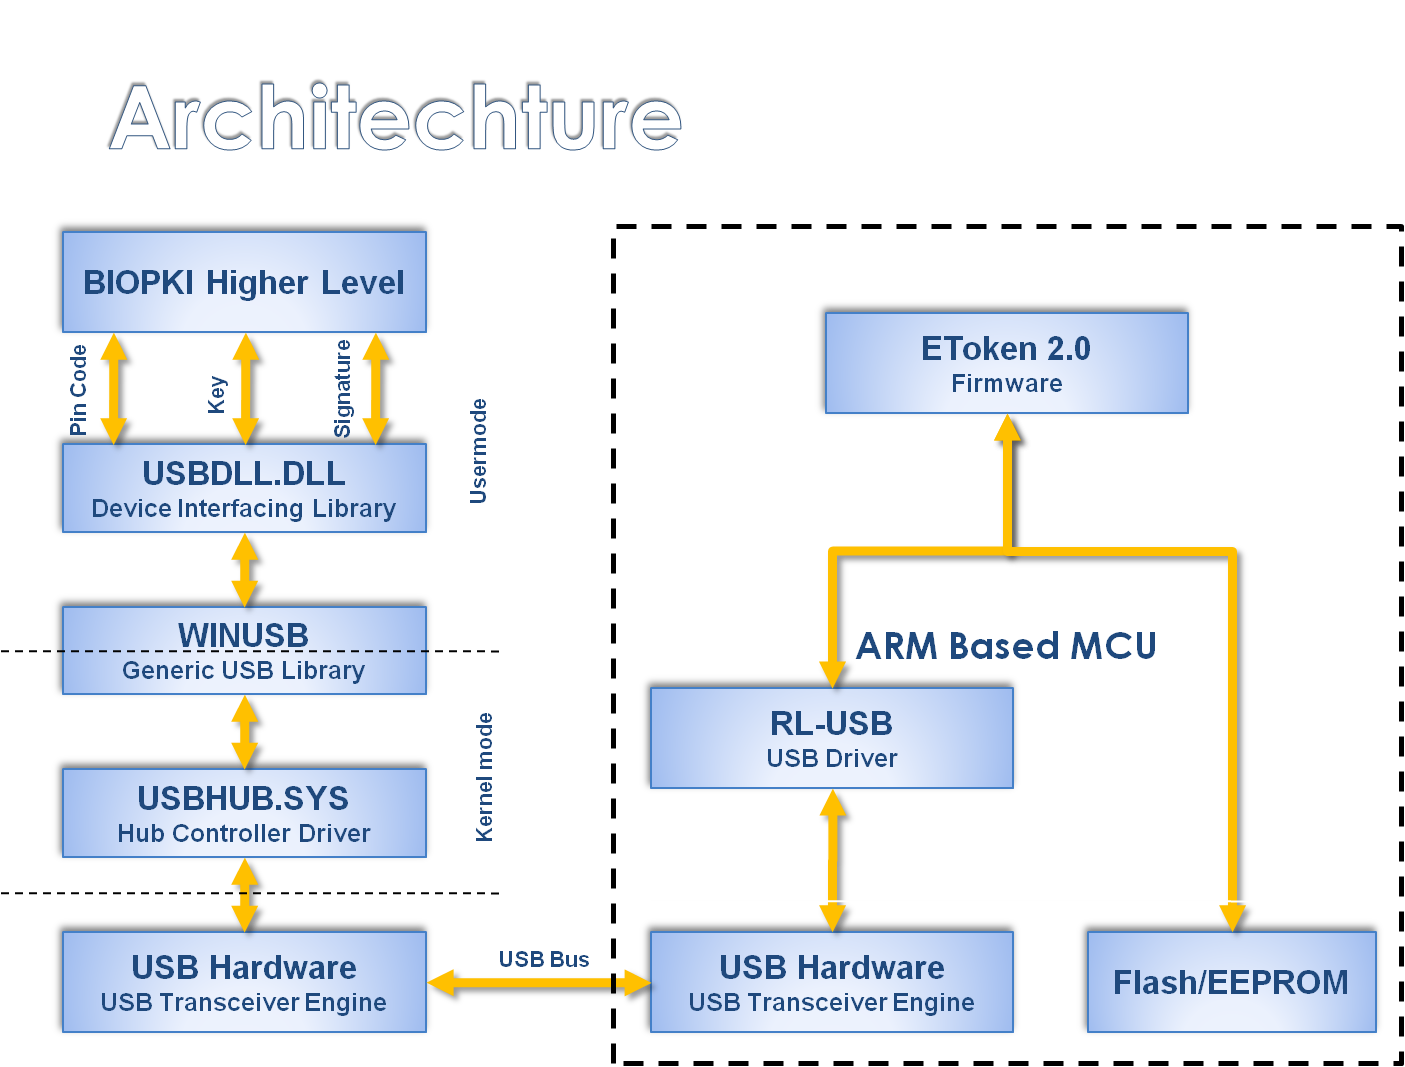 Architechture
BIOPKI Higher Level
Pin Code
Key
Signature
USBDLL.DLL
Device Interfacing Library
Usermode
WINUSB
Generic USB Library
Kernel mode
USBHUB.SYS
Hub Controller Driver
USB Hardware
USB Transceiver Engine
USB Bus
EToken 2.0
Firmware
ARM Based MCU
RL-USB
USB Driver
USB Hardware
USB Transceiver Engine
Flash/EEPROM